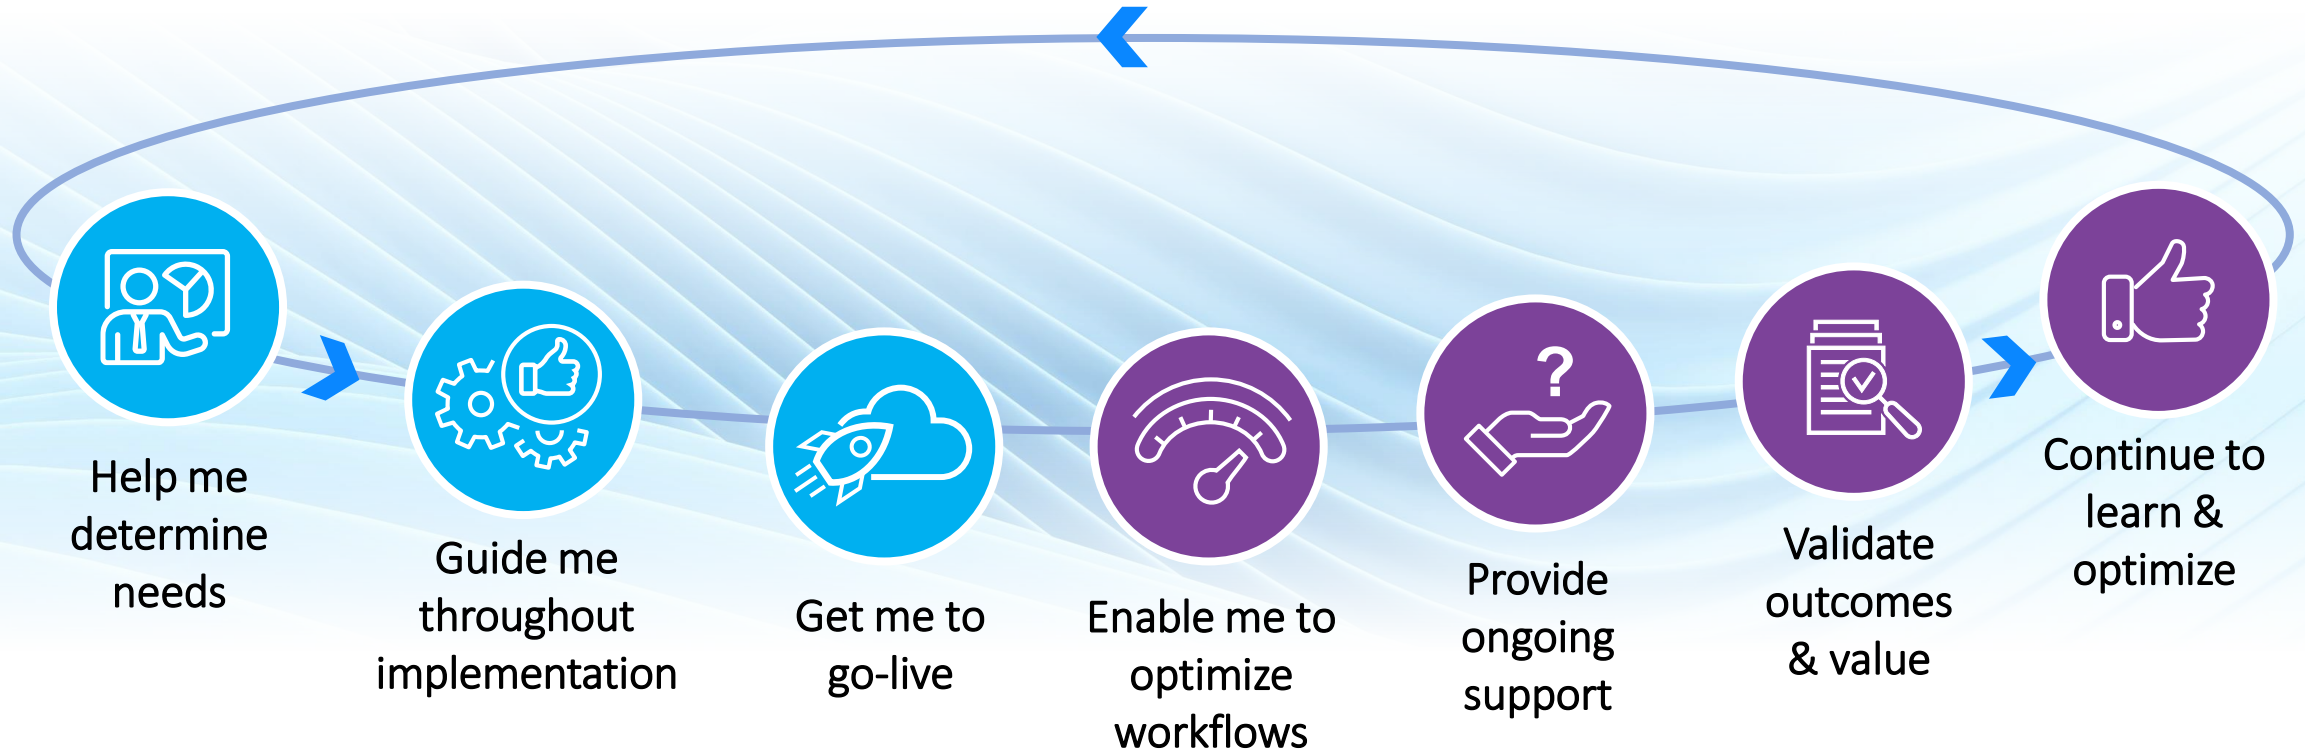 Help me
determine
needs
Guide me
throughout
implementation
Get me to
go-live
Enable me to
optimize
workflows
?
Provide
ongoing
support
Validate
outcomes
& value
Continue to
learn &
optimize